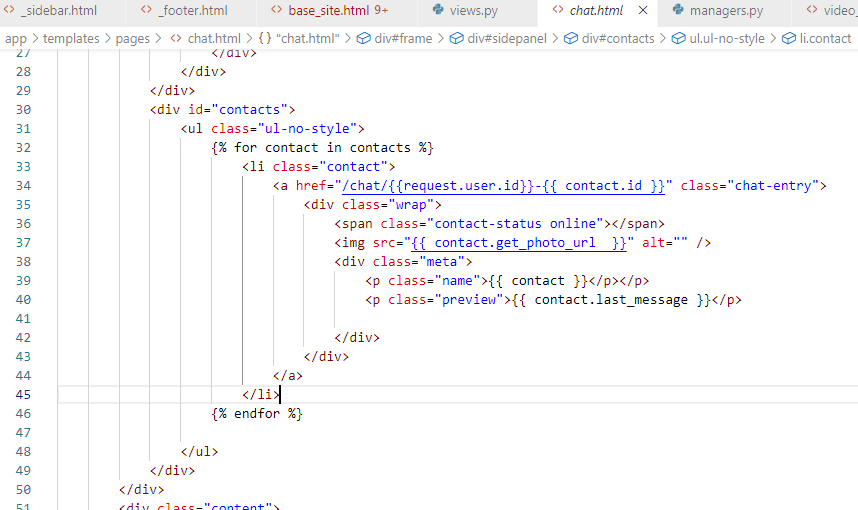 _sidebar.html _footer.html base_site.html 9+ views.py chat.html managers.py video_
app > templates > pages > chat.html > {} "chat.html" > div#frame > div#sidepanel > div#contacts > ul.ul-no-style > li.contact
27 </div>
28 </div>
29 </div>
30 <div id="contacts">
31 <ul class="ul-no-style">
32 {% for contact in contacts %}
33 <li class="contact">
34 <a href="/chat/{{request.user.id}}-{{ contact.id }}" class="chat-entry">
35 <div class="wrap">
36 <span class="contact-status online"></span>
37 <img src="{{ contact.get_photo_url  }}" alt="" />
38 <div class="meta">
39 <p class="name">{{ contact }}</p></p>
40 <p class="preview">{{ contact.last_message }}</p>
41
42 </div>
43 </div>
44 </a>
45 </li>
46 {% endfor %}
47
48 </ul>
49 </div>
50 </div>
51 <div class="content">